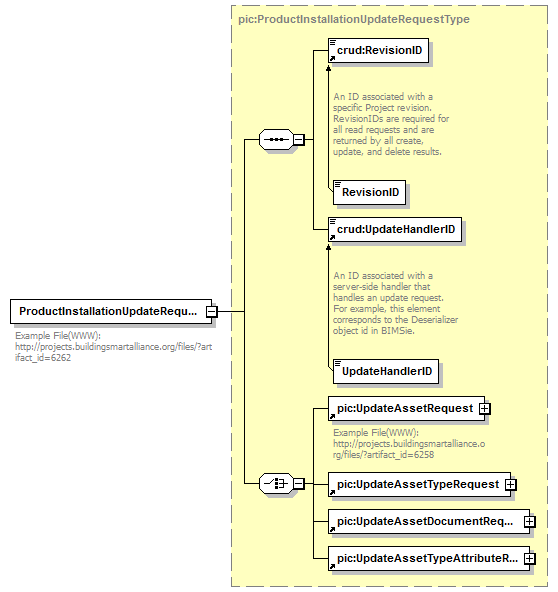 pic:ProductInstallationUpdateRequestType
crud:RevisionID
An ID associated with a
specific Project revision.
RevisionIDs are required for
all read requests and are
returned by all create,
update, and delete results.
RevisionID
crud:UpdateHandlerID
An ID associated with a
server-side handler that
handles an update request.
For example, this element
corresponds to the Deserializer
object id in BIMSie.
UpdateHandlerID
ProductInstallationUpdateRequ...
Example File(WWW):
http://projects.buildingsmartalliance.org/files/?art
ifact_id=6262
pic:UpdateAssetRequest
Example File(WWW):
http://projects.buildingsmartalliance.o
rg/files/?artifact_id=6258
pic:UpdateAssetTypeRequest
pic:UpdateAssetDocumentReq...
pic:UpdateAssetTypeAttributeR...